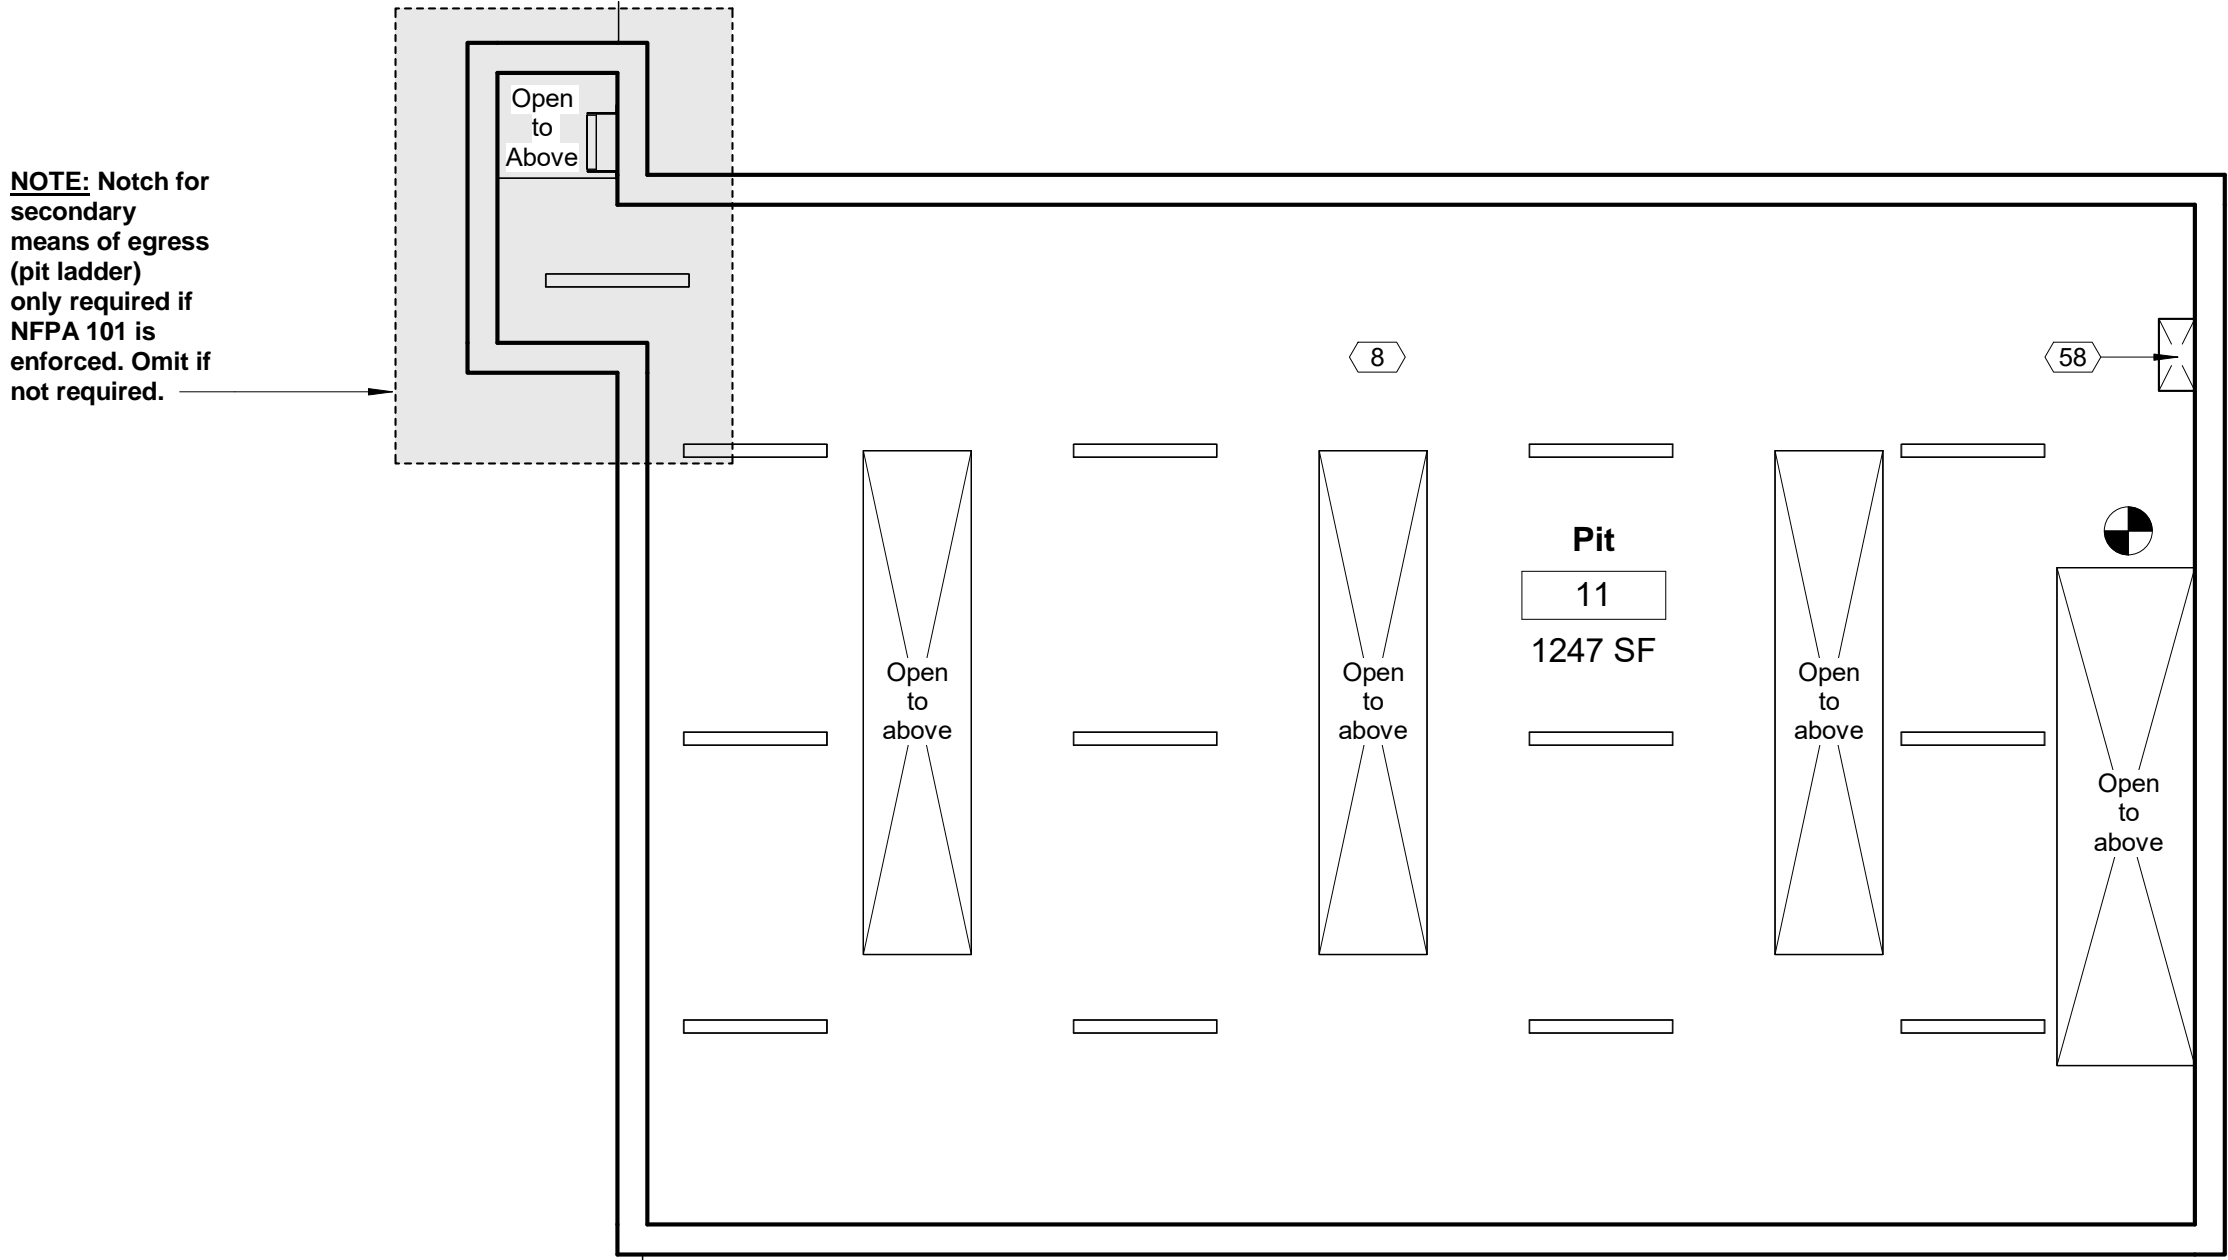 Open
to
Above
NOTE: Notch for
secondary
means of egress
(pit ladder)
only required if
NFPA 101 is
enforced. Omit if
not required.
8
58
Pit
11
1247 SF
Open
to
above
Open
to
above
Open
to
above
Open
to
above